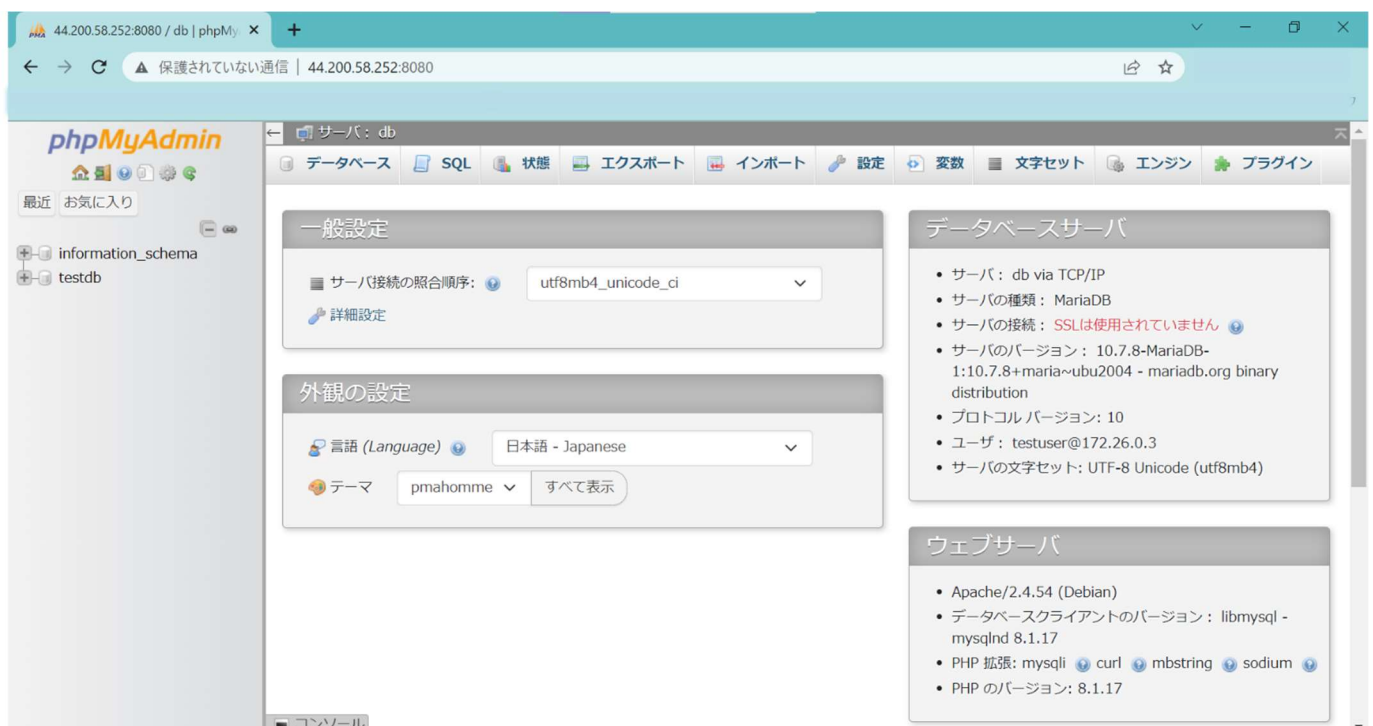 44.200.58.252:8080 / db | phpMy
保護されていない通信 | 44.200.58.252:8080
phpMyAdmin
最近 お気に入り
information_schema
testdb
サーバ: db
データベース SQL 状態 エクスポート インポート 設定 変数 文字セット エンジン プラグイン
一般設定
サーバ接続の照合順序: utf8mb4_unicode_ci
詳細設定
外観の設定
言語 (Language) 日本語 - Japanese
テーマ pmahomme すべて表示
データベースサーバ
• サーバ: db via TCP/IP
• サーバの種類: MariaDB
• サーバの接続: SSLは使用されていません
• サーバのバージョン: 10.7.8-MariaDB-
1:10.7.8+maria~ubu2004 - mariadb.org binary
distribution
• プロトコル バージョン: 10
• ユーザ: testuser@172.26.0.3
• サーバの文字セット: UTF-8 Unicode (utf8mb4)
ウェブサーバ
• Apache/2.4.54 (Debian)
• データベースクライアントのバージョン: libmysql -
mysqlnd 8.1.17
• PHP 拡張: mysqli curl mbstring sodium
• PHP のバージョン: 8.1.17
コンソール